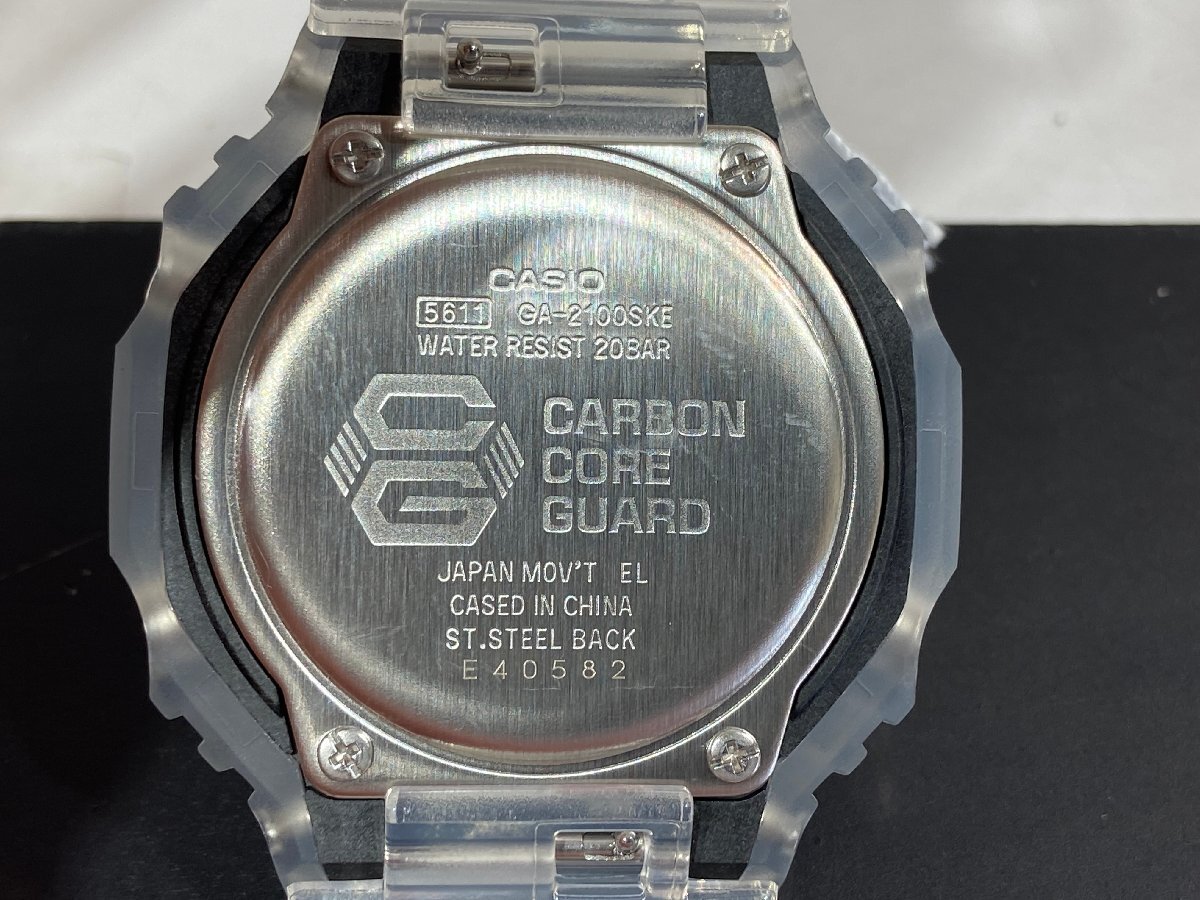 CASIO
5611 GA-2100SKE
WATER RESIST 20BAR
CG
CARBON
CORE
GUARD
JAPAN MOV'T EL
CASED IN CHINA
ST.STEEL BACK
E40582